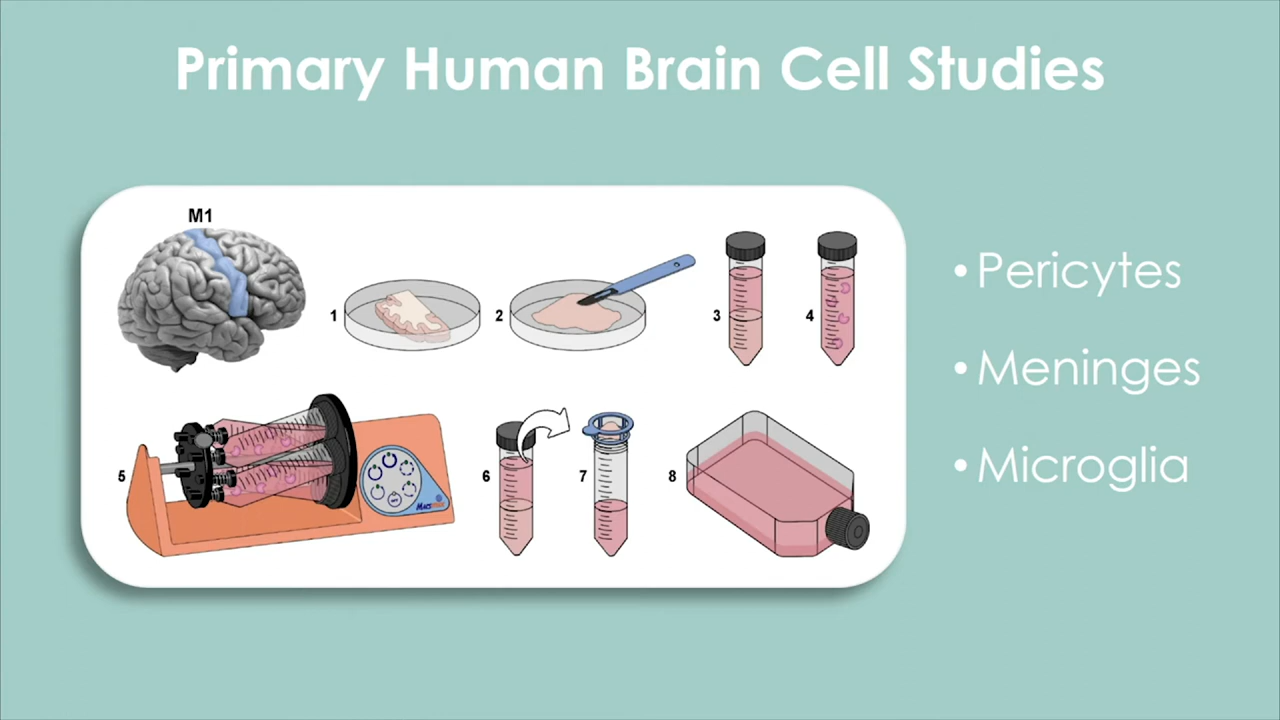 Primary Human Brain Cell Studies
M1
1
2
3
4
5
6
7
8
• Pericytes
• Meninges
• Microglia